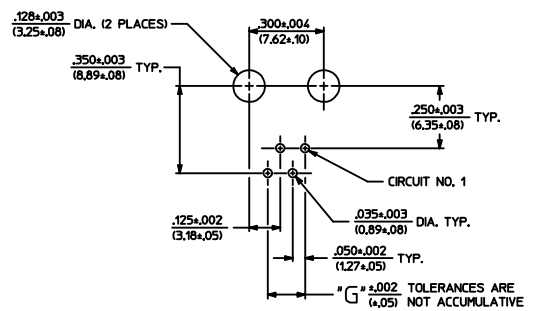 .128±.003
(3,25±.08) DIA. (2 PLACES)
.300±.004
(7.62±.10)
.350±.003
(8,89±.08) TYP.
.250±.003
(6.35±.08) TYP.
CIRCUIT NO. 1
.035±.003
(0.89±.08) DIA. TYP.
.125±.002
(3,18±.05)
.050±.002
(1.27±.05) TYP.
"G" ±.002 TOLERANCES ARE
(±.05) NOT ACCUMULATIVE